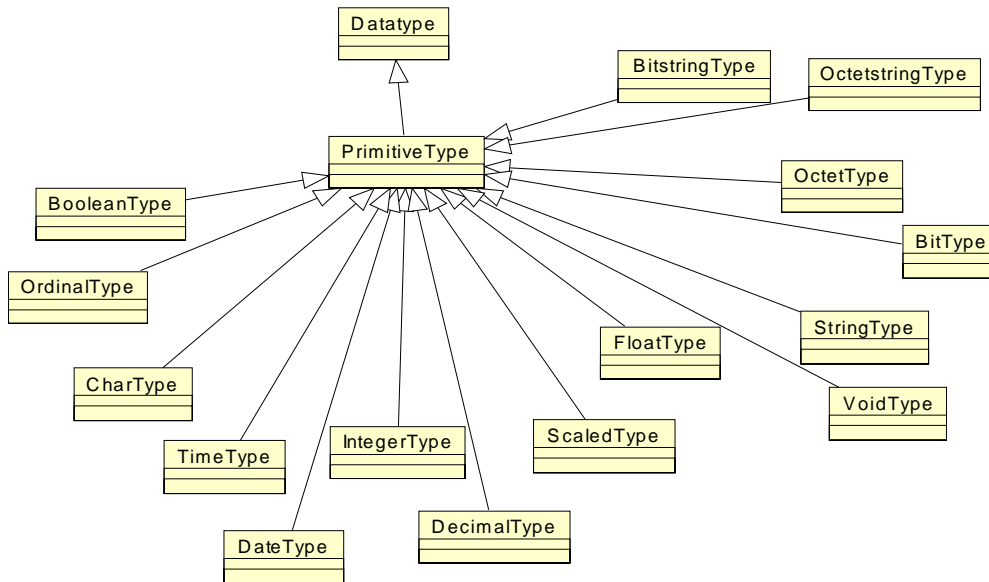 Datatype
BitstringType
OctetstringType
PrimitiveType
OctetType
BooleanType
BitType
OrdinalType
StringType
FloatType
CharType
VoidType
IntegerType
ScaledType
TimeType
DecimalType
DateType